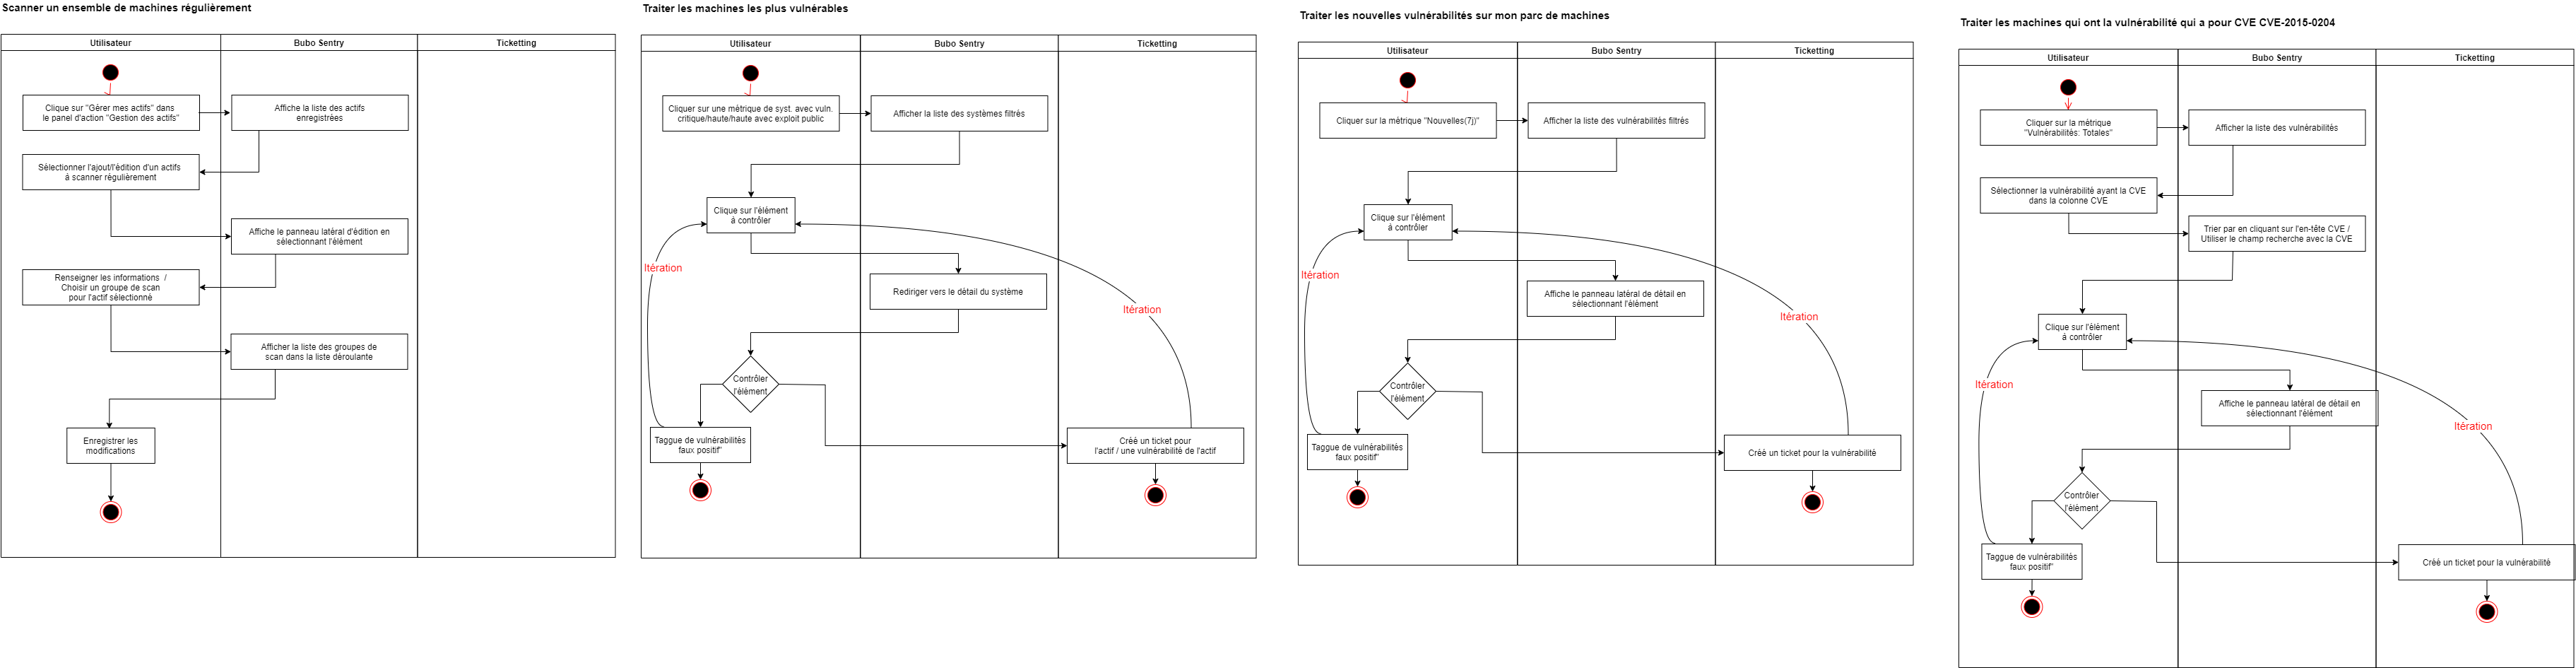 Scanner un ensemble de machines régulièrement
Utilisateur
Bubo Sentry
Ticketting
Clique sur "Gérer mes actifs" dans
le panel d'action "Gestion des actifs"
Affiche la liste des actifs
enregistrées
Sélectionner l'ajout/l'édition d'un actifs
à scanner régulièrement
Affiche le panneau latéral d'édition en
sélectionnant l'élément
Renseigner les informations /
Choisir un groupe de scan
pour l'actif sélectionné
Afficher la liste des groupes de
scan dans la liste déroulante
Enregistrer les
modifications
Traiter les machines les plus vulnérables
Utilisateur
Bubo Sentry
Ticketting
Cliquer sur une métrique de syst. avec vuln.
critique/haute/haute avec exploit public
Afficher la liste des systèmes filtrés
Clique sur l'élément
à contrôler
Itération
Rediriger vers le détail du système
Itération
Contrôler
l'élément
Taggue de vulnérabilités
faux positif"
Créé un ticket pour
l'actif / une vulnérabilité de l'actif
Traiter les nouvelles vulnérabilités sur mon parc de machines
Utilisateur
Bubo Sentry
Ticketting
Cliquer sur la métrique "Nouvelles(7j)"
Afficher la liste des vulnérabilités filtrés
Clique sur l'élément
à contrôler
Itération
Affiche le panneau latéral de détail en
sélectionnant l'élément
Itération
Contrôler
l'élément
Taggue de vulnérabilités
faux positif"
Créé un ticket pour la vulnérabilité
Traiter les machines qui ont la vulnérabilité qui a pour CVE CVE-2015-0204
Utilisateur
Bubo Sentry
Ticketting
Cliquer sur la métrique
"Vulnérabilités: Totales"
Afficher la liste des vulnérabilités
Sélectionner la vulnérabilité ayant la CVE
dans la colonne CVE
Trier par en cliquant sur l'en-tête CVE /
Utiliser le champ recherche avec la CVE
Clique sur l'élément
à contrôler
Itération
Affiche le panneau latéral de détail en
sélectionnant l'élément
Itération
Contrôler
l'élément
Taggue de vulnérabilités
faux positif"
Créé un ticket pour la vulnérabilité